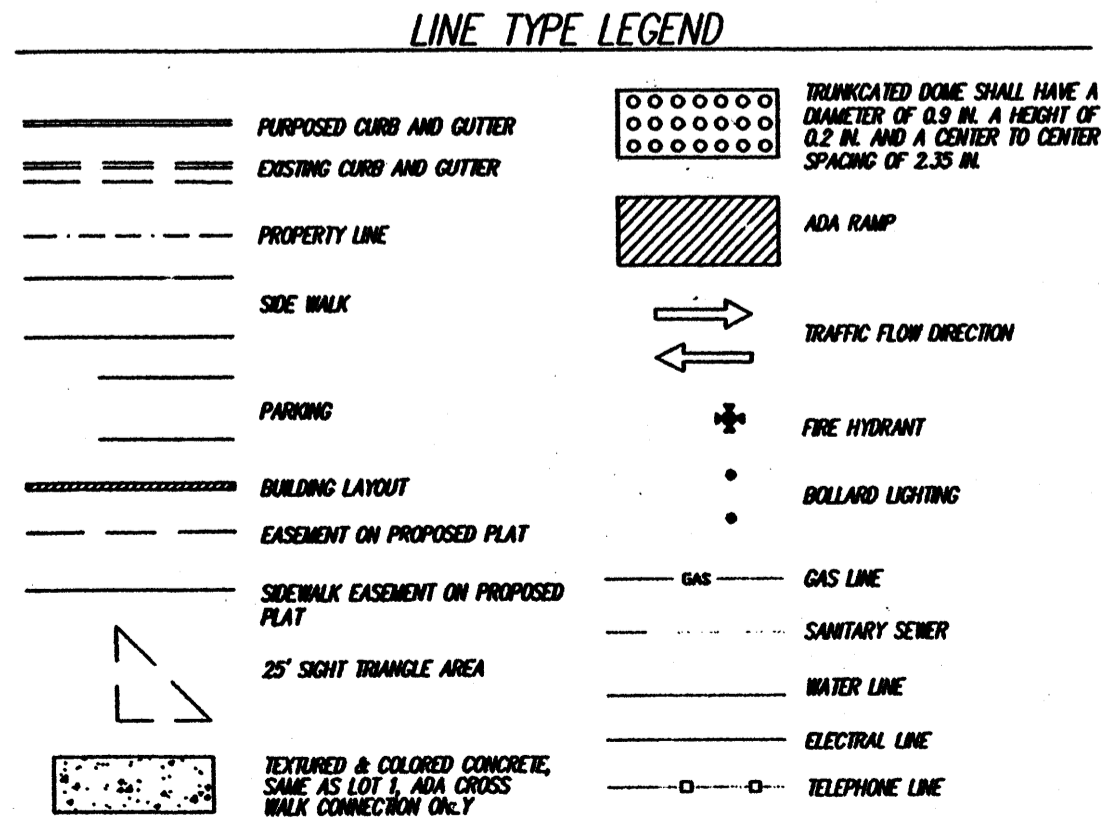 LINE TYPE LEGEND
PURPOSED CURB AND GUTTER
EXISTING CURB AND GUTTER
PROPERTY LINE
SIDE WALK
PARKING
BUILDING LAYOUT
EASEMENT ON PROPOSED PLAT
SIDEWALK EASEMENT ON PROPOSED
PLAT
25' SIGHT TRIANGLE AREA
TEXTURED & COLORED CONCRETE,
SAME AS LOT 1, ADA CROSS
WALK CONNECTION ONLY
TRUNKCATED DOME SHALL HAVE A
DIAMETER OF 0.9 IN. A HEIGHT OF
0.2 IN. AND A CENTER TO CENTER
SPACING OF 2.35 IN.
ADA RAMP
TRAFFIC FLOW DIRECTION
FIRE HYDRANT
BOLLARD LIGHTING
GAS
GAS LINE
SANITARY SEWER
WATER LINE
ELECTRAL LINE
TELEPHONE LINE